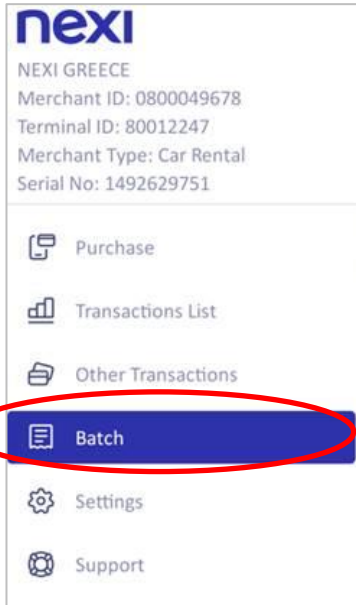 nexi
NEXI GREECE
Merchant ID: 0800049678
Terminal ID: 80012247
Merchant Type: Car Rental
Serial No: 1492629751
Purchase
Transactions List
Other Transactions
Batch
Settings
Support